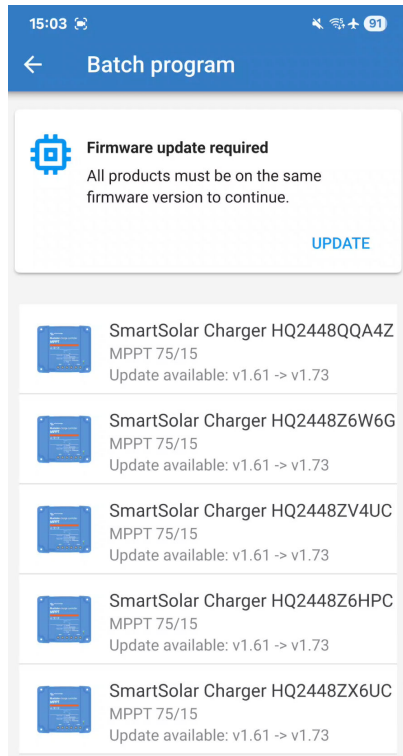 15:03
91
Batch program
Firmware update required
All products must be on the same
firmware version to continue.
UPDATE
SmartSolar Charger HQ2448QQA4Z
MPPT 75/15
Update available: v1.61 -> v1.73
SmartSolar Charger HQ2448Z6W6G
MPPT 75/15
Update available: v1.61 -> v1.73
SmartSolar Charger HQ2448ZV4UC
MPPT 75/15
Update available: v1.61 -> v1.73
SmartSolar Charger HQ2448Z6HPC
MPPT 75/15
Update available: v1.61 -> v1.73
SmartSolar Charger HQ2448ZX6UC
MPPT 75/15
Update available: v1.61 -> v1.73